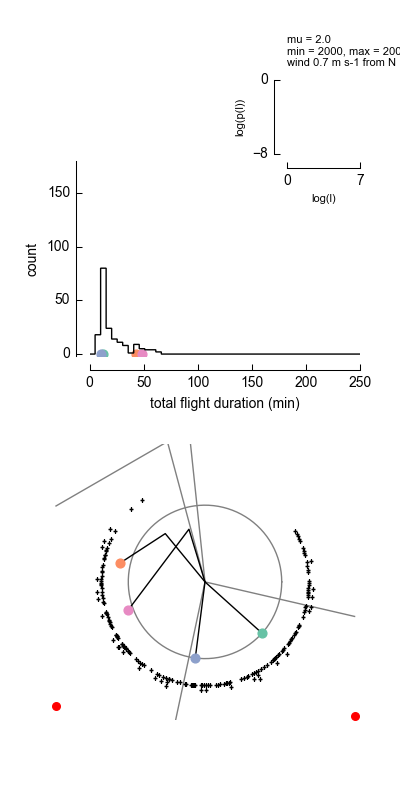 mu = 2.0
min = 2000, max = 200
wind 0.7 m s-1 from N
0
log(p(l))
−8
0 7
log(l)
150
100
50
0
count
0 50 100 150 200 250
total flight duration (min)